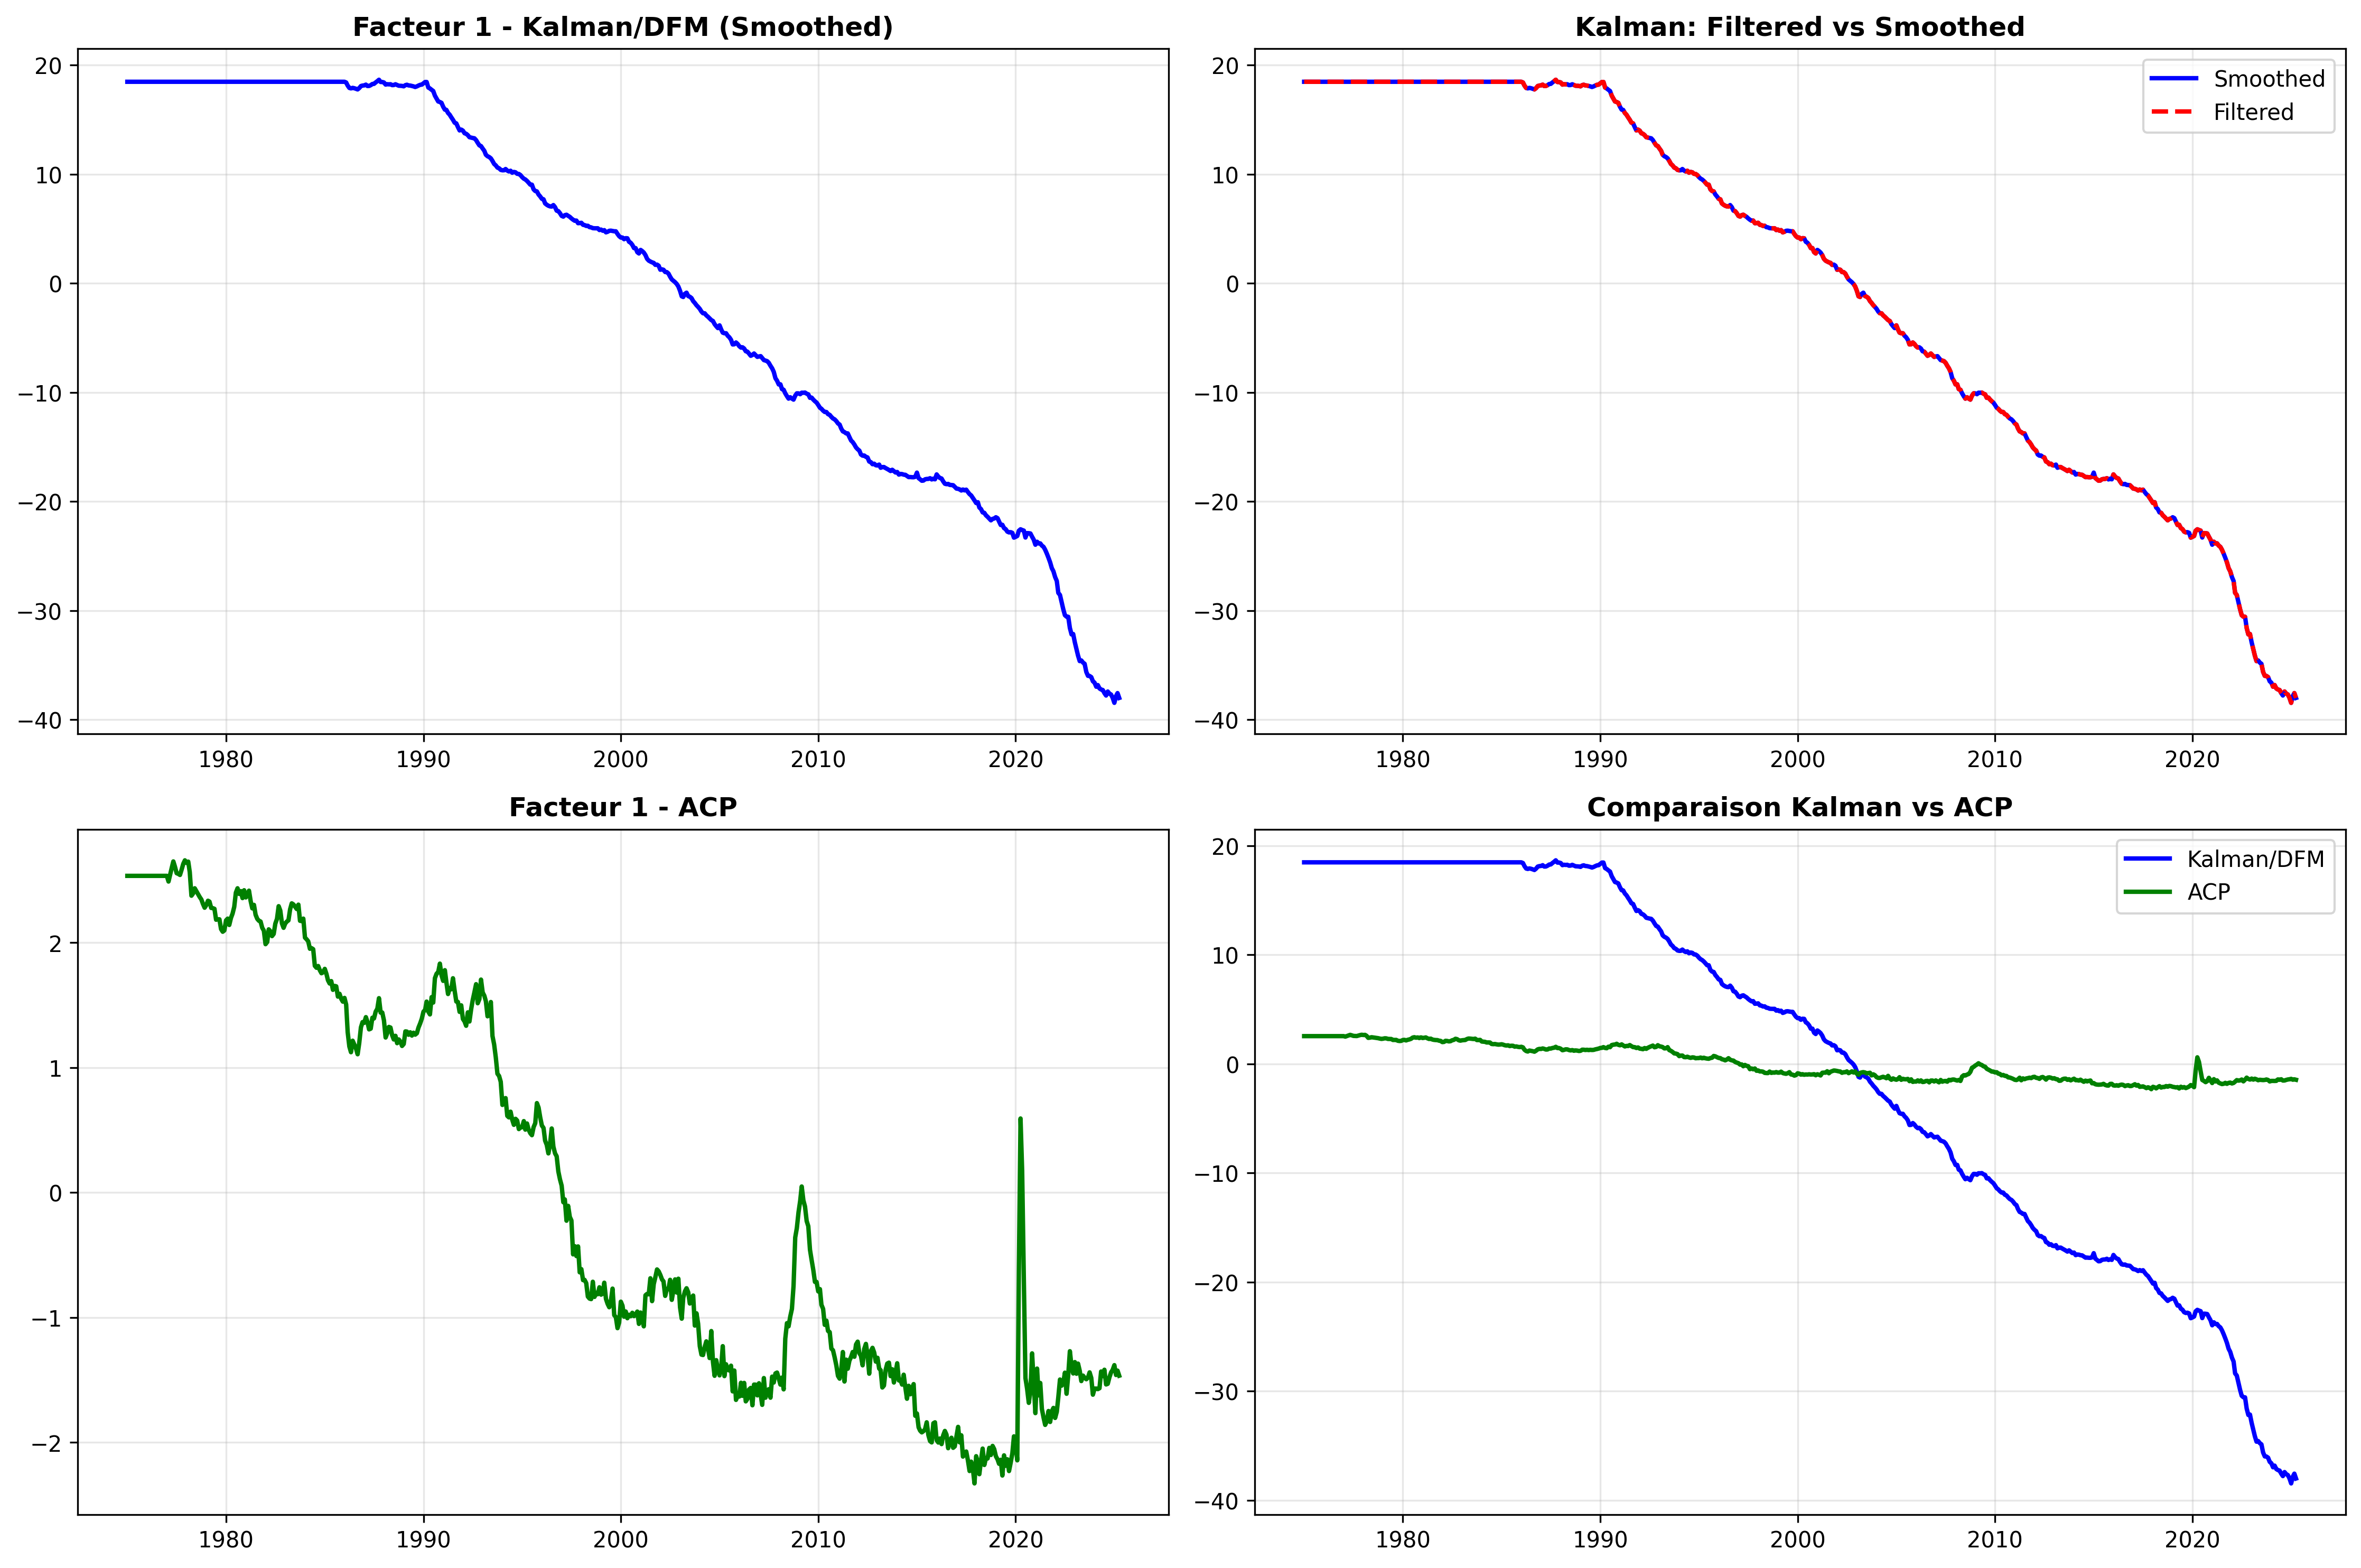 Facteur 1 - Kalman/DFM (Smoothed)
20
10
0
−10
−20
−30
−40
1980 1990 2000 2010 2020
Kalman: Filtered vs Smoothed
Smoothed
Filtered
20
10
0
−10
−20
−30
−40
1980 1990 2000 2010 2020
Facteur 1 - ACP
2
1
0
−1
−2
1980 1990 2000 2010 2020
Comparaison Kalman vs ACP
Kalman/DFM
ACP
20
10
0
−10
−20
−30
−40
1980 1990 2000 2010 2020